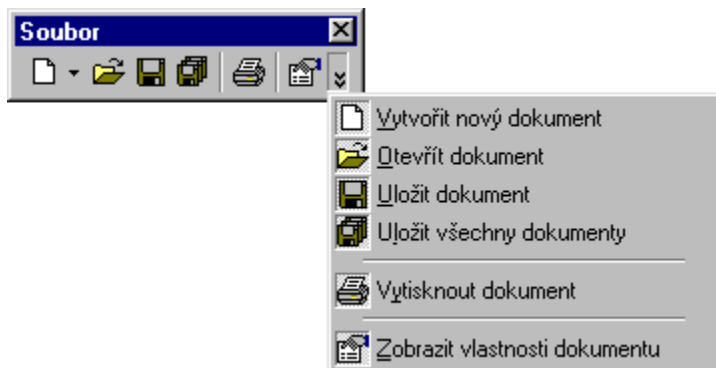 Soubor
Vytvořit nový dokument
Otevřít dokument
Uložit dokument
Uložit všechny dokumenty
Vytisknout dokument
Zobrazit vlastnosti dokumentu